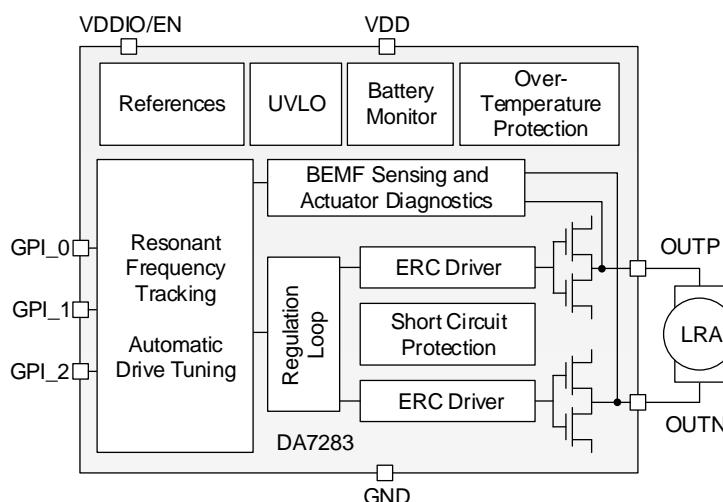 VDDIO/EN
VDD
References
UVLO
Battery
Monitor
Over-
Temperature
Protection
BEMF Sensing and
Actuator Diagnostics
GPI_0
GPI_1
GPI_2
Resonant
Frequency
Tracking
Automatic
Drive Tuning
Regulation
Loop
ERC Driver
Short Circuit
Protection
ERC Driver
OUTP
LRA
OUTN
DA7283
GND